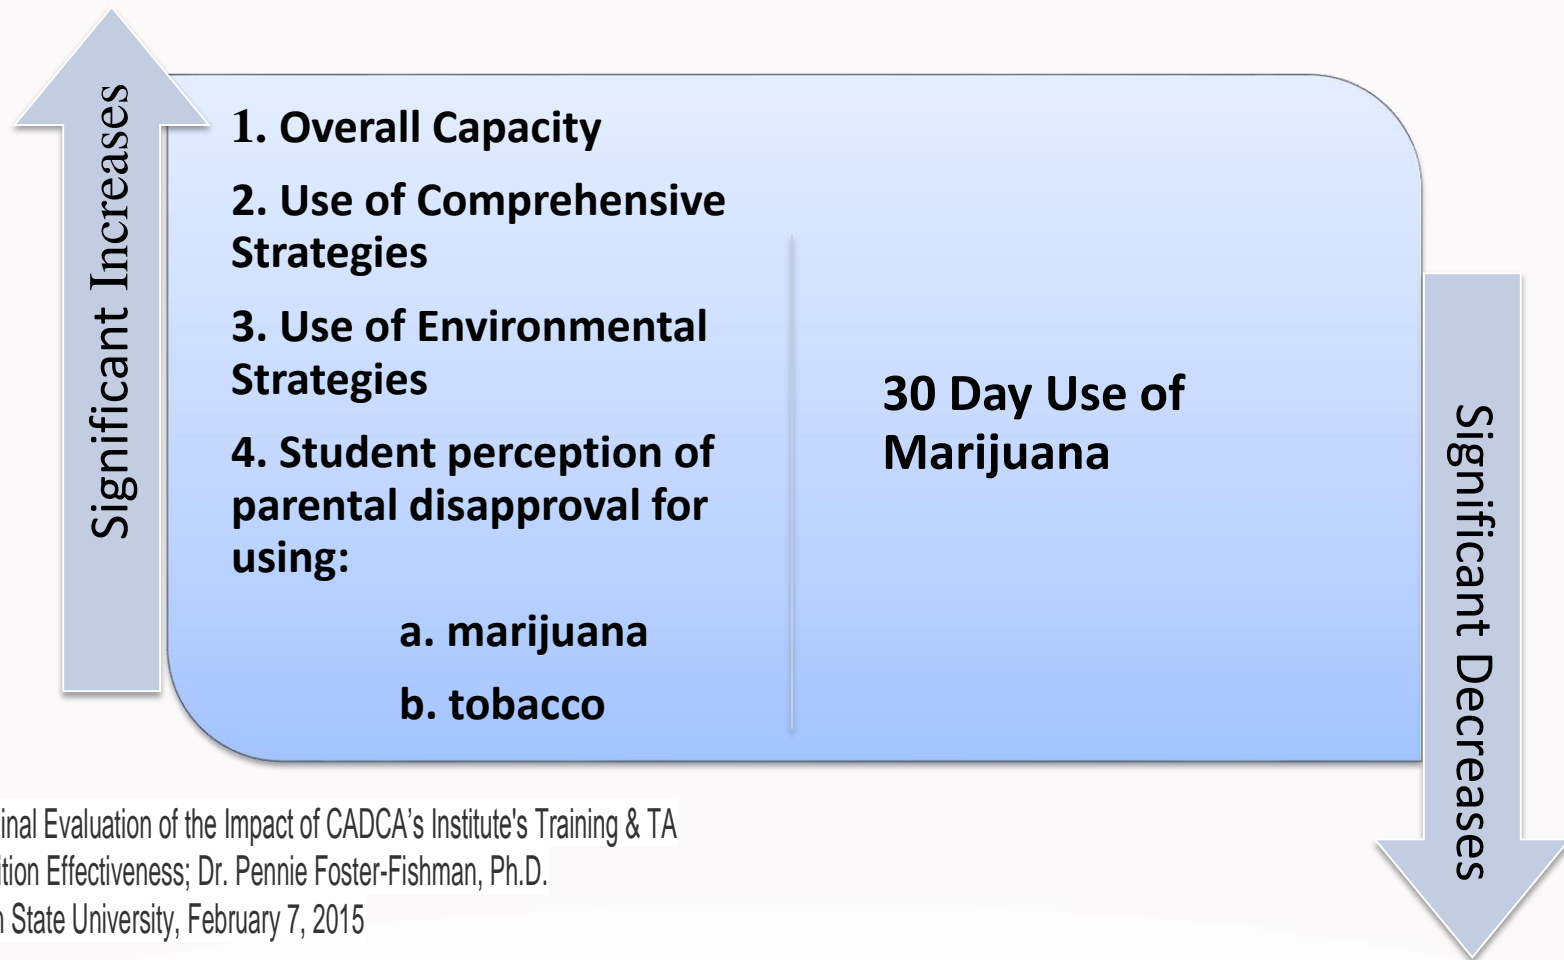 Significant Increases
1. Overall Capacity
2. Use of Comprehensive
Strategies
3. Use of Environmental
Strategies
4. Student perception of
parental disapproval for
using:
a. marijuana
b. tobacco
30 Day Use of
Marijuana
Significant Decreases
inal Evaluation of the Impact of CADCA’s Institute's Training & TA
ition Effectiveness; Dr. Pennie Foster-Fishman, Ph.D.
n State University, February 7, 2015